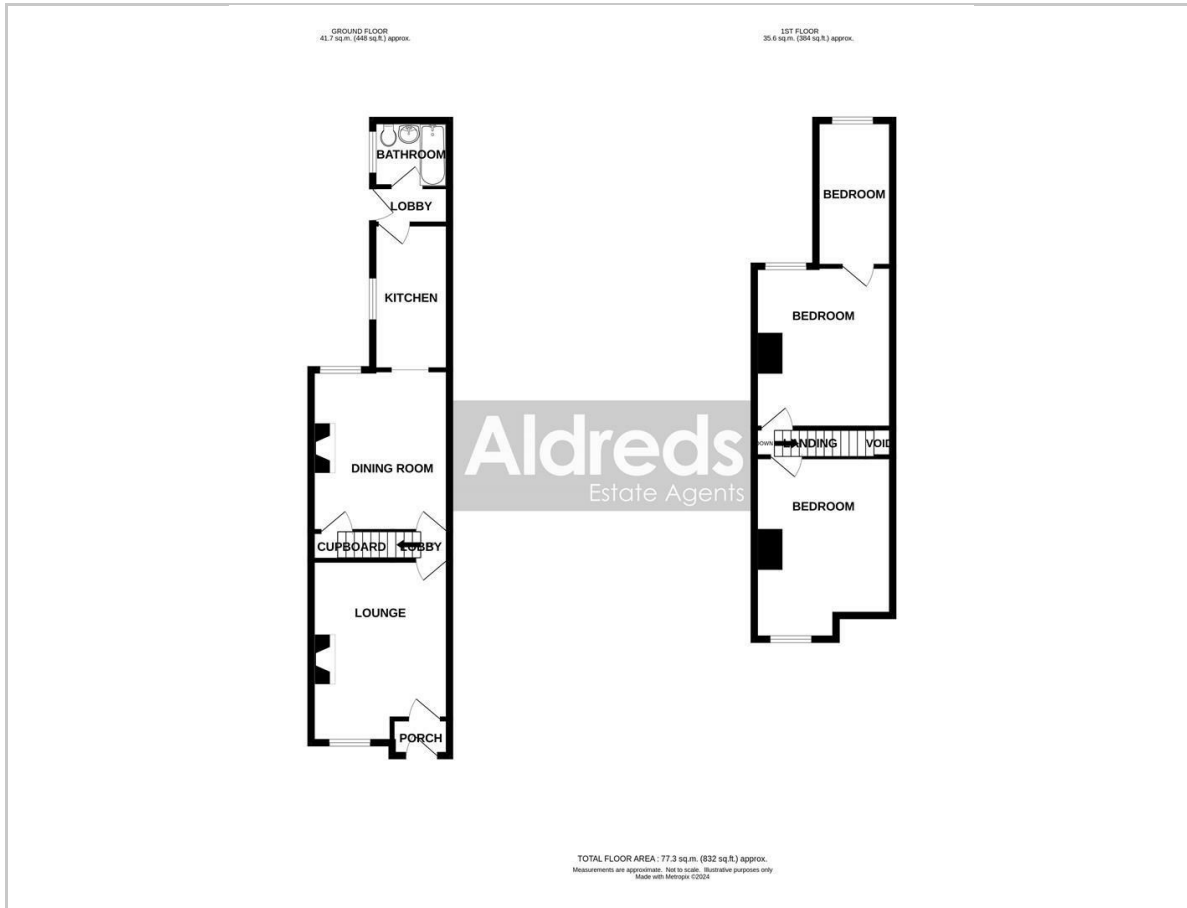 GROUND FLOOR
41.7 sq.m. (448 sq.ft.) approx.
1ST FLOOR
35.6 sq.m. (384 sq.ft.) approx.
BATHROOM
LOBBY
KITCHEN
DINING ROOM
CUPBOARD
LOBBY
LOUNGE
PORCH
BEDROOM
BEDROOM
DOWN
LANDING
VOID
BEDROOM
Aldreds
Estate Agents
TOTAL FLOOR AREA : 77.3 sq.m. (832 sq.ft.) approx.
Measurements are approximate. Not to scale. Illustrative purposes only
Made with Metropix ©2024